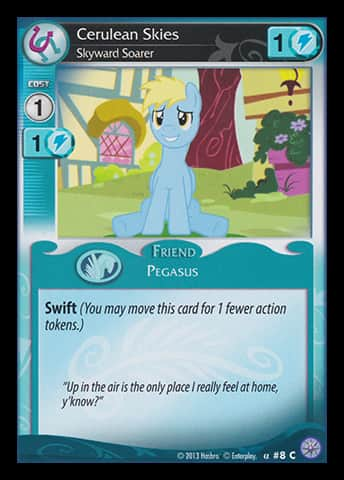 Cerulean Skies
Skyward Soarer
1
COST
1
1
FRIEND
PEGASUS
Swift (You may move this card for 1 fewer action
tokens.)
"Up in the air is the only place I really feel at home,
y'know?"
© 2013 Hasbro © Enterplay. α #8 C